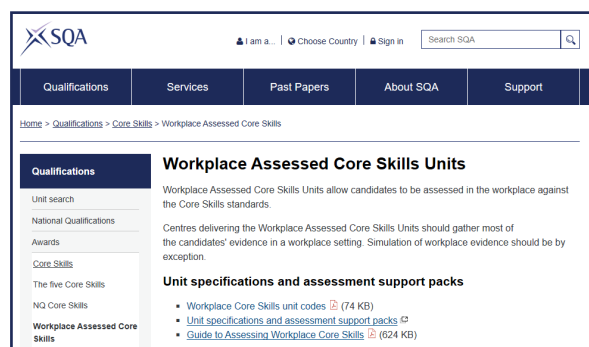 SQA
I am a... | Choose Country | Sign in
Search SQA
Qualifications Services Past Papers About SQA Support
Home > Qualifications > Core Skills > Workplace Assessed Core Skills
Qualifications
Unit search
National Qualifications
Awards
Core Skills
The five Core Skills
NQ Core Skills
Workplace Assessed Core
Skills
Workplace Assessed Core Skills Units
Workplace Assessed Core Skills Units allow candidates to be assessed in the workplace against
the Core Skills standards.
Centres delivering the Workplace Assessed Core Skills Units should gather most of
the candidates' evidence in a workplace setting. Simulation of workplace evidence should be by
exception.
Unit specifications and assessment support packs
Workplace Core Skills unit codes (74 KB)
Unit specifications and assessment support packs
Guide to Assessing Workplace Core Skills (624 KB)